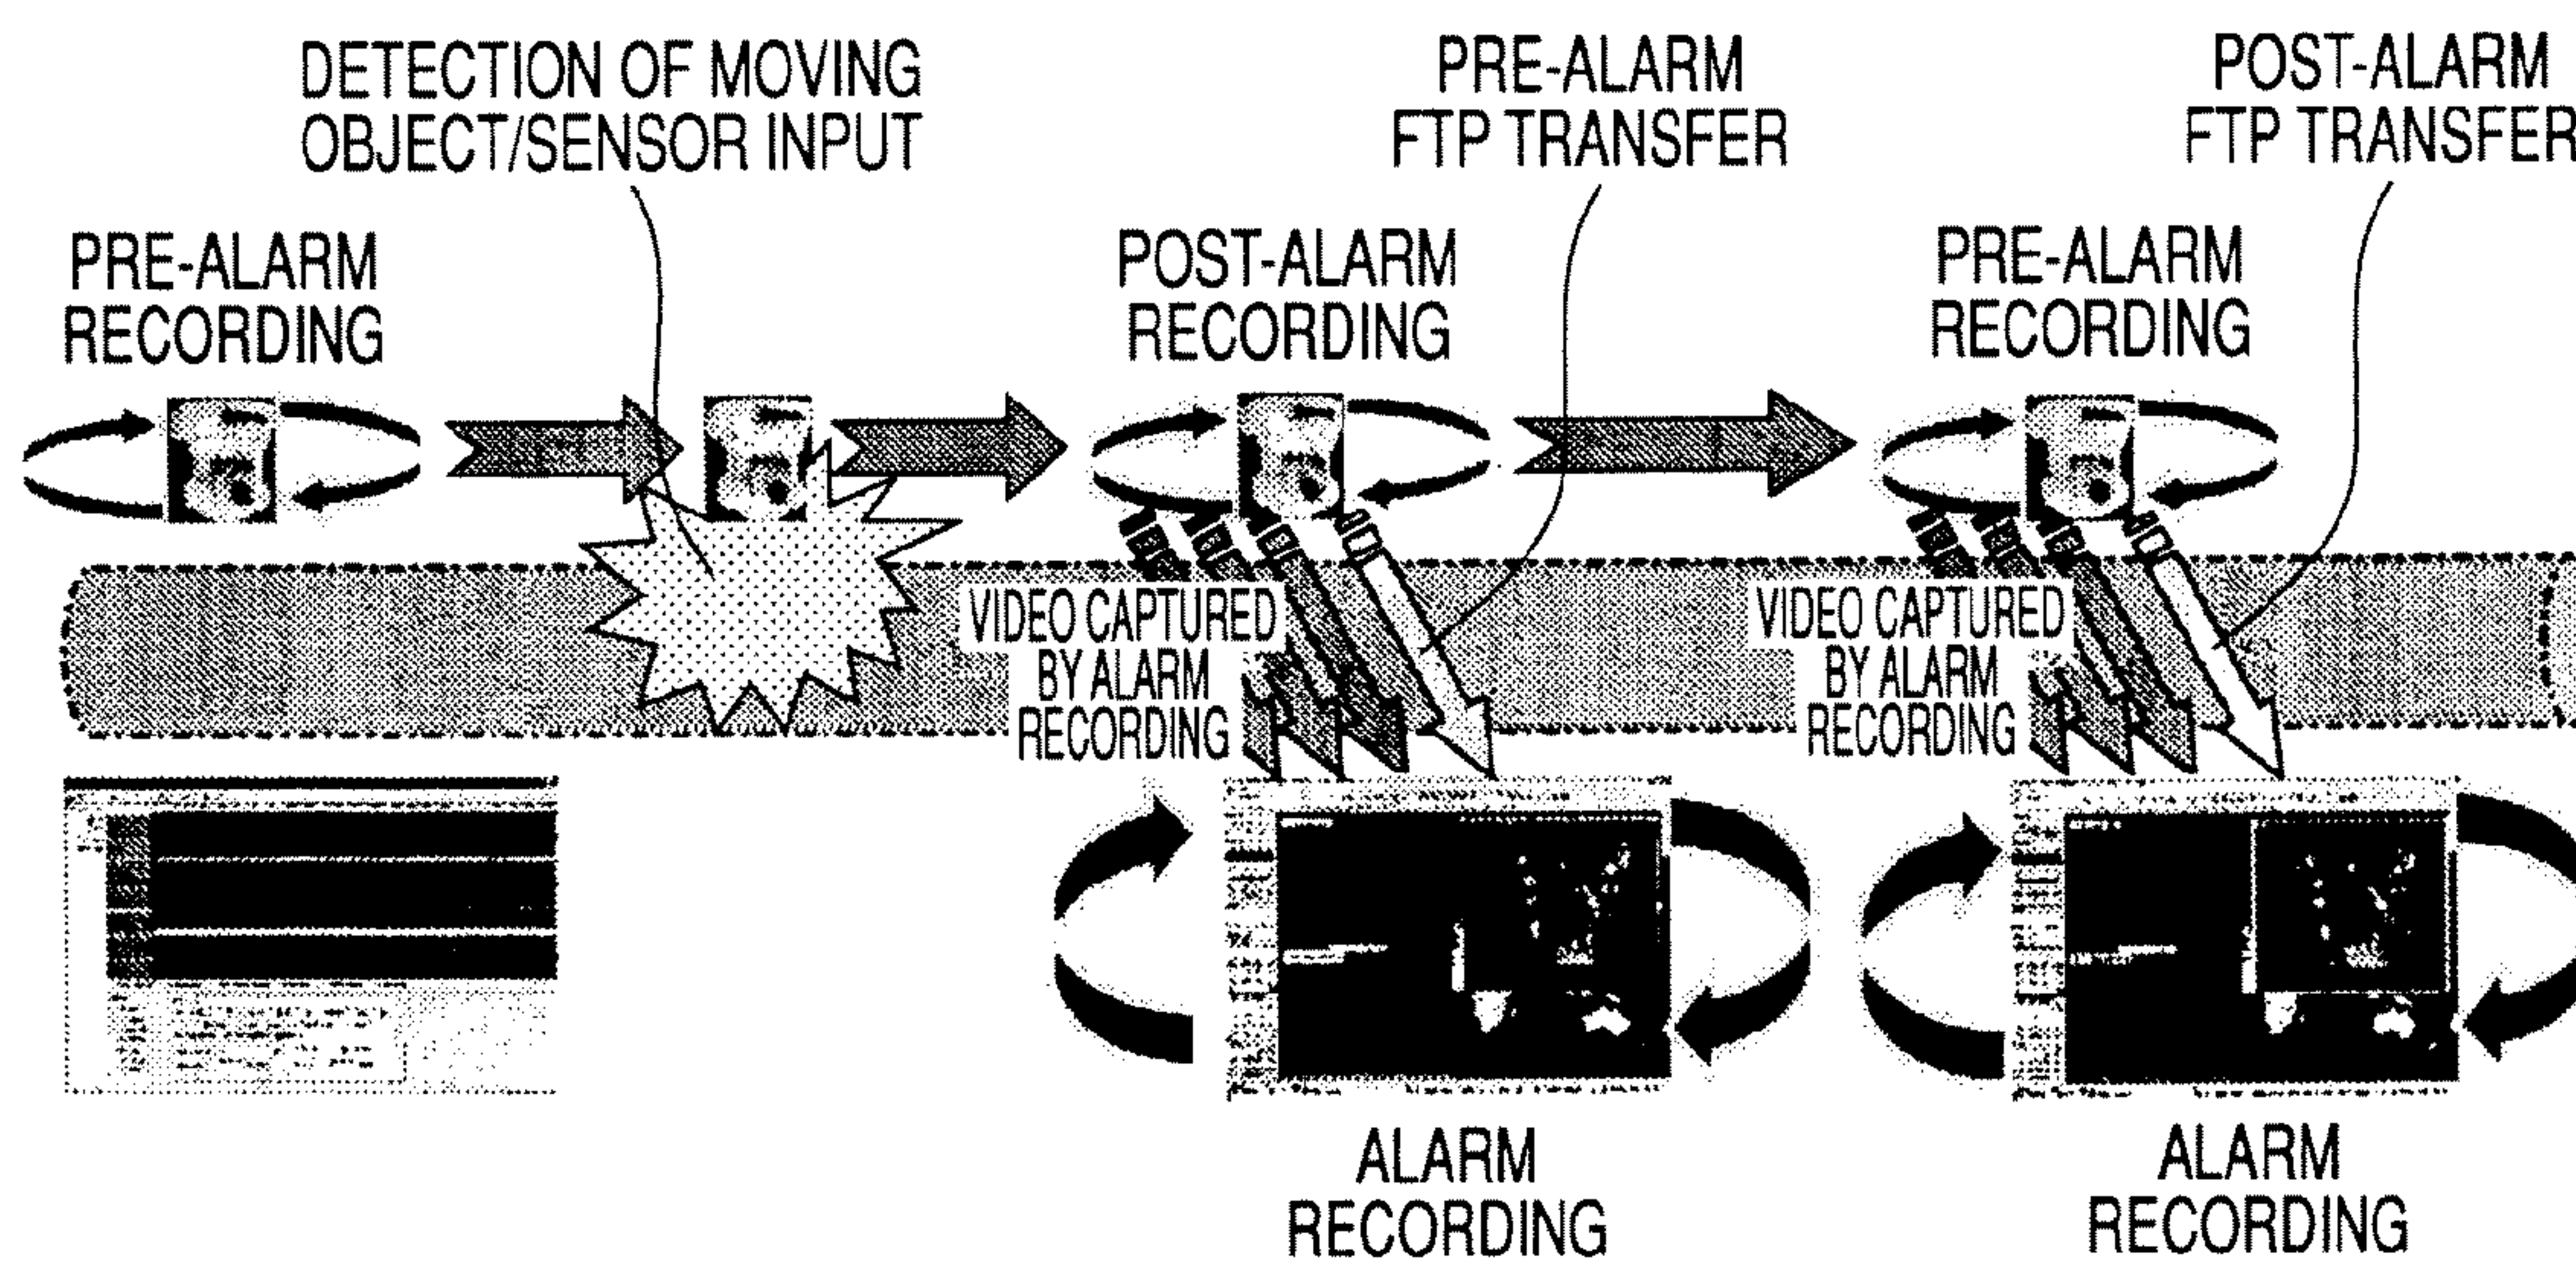 DETECTION OF MOVING
OBJECT/SENSOR INPUT
PRE-ALARM
FTP TRANSFER
POST-ALARM
FTP TRANSFER
PRE-ALARM
RECORDING
POST-ALARM
RECORDING
PRE-ALARM
RECORDING
VIDEO CAPTURED
BY ALARM
RECORDING
VIDEO CAPTURED
BY ALARM
RECORDING
ALARM
RECORDING
ALARM
RECORDING